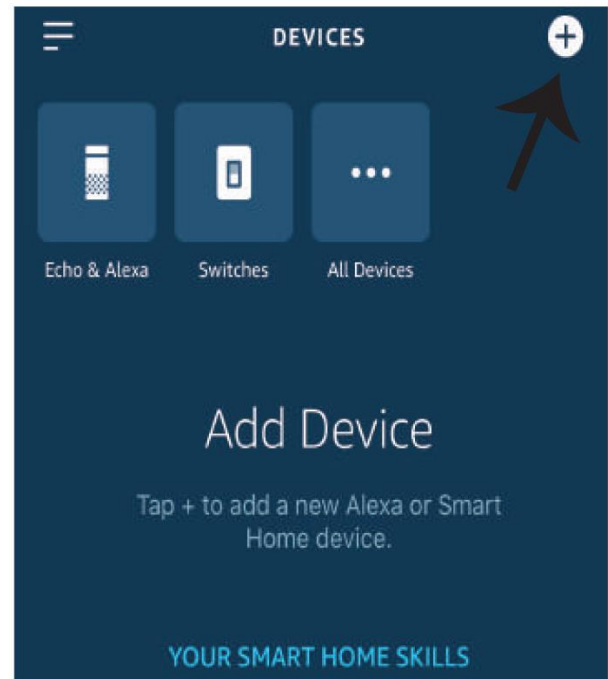 DEVICES
Echo & Alexa Switches All Devices
Add Device
Tap + to add a new Alexa or Smart
Home device.
YOUR SMART HOME SKILLS